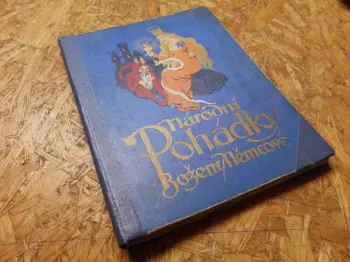 Národní
Pohádky
Boženy Němcové